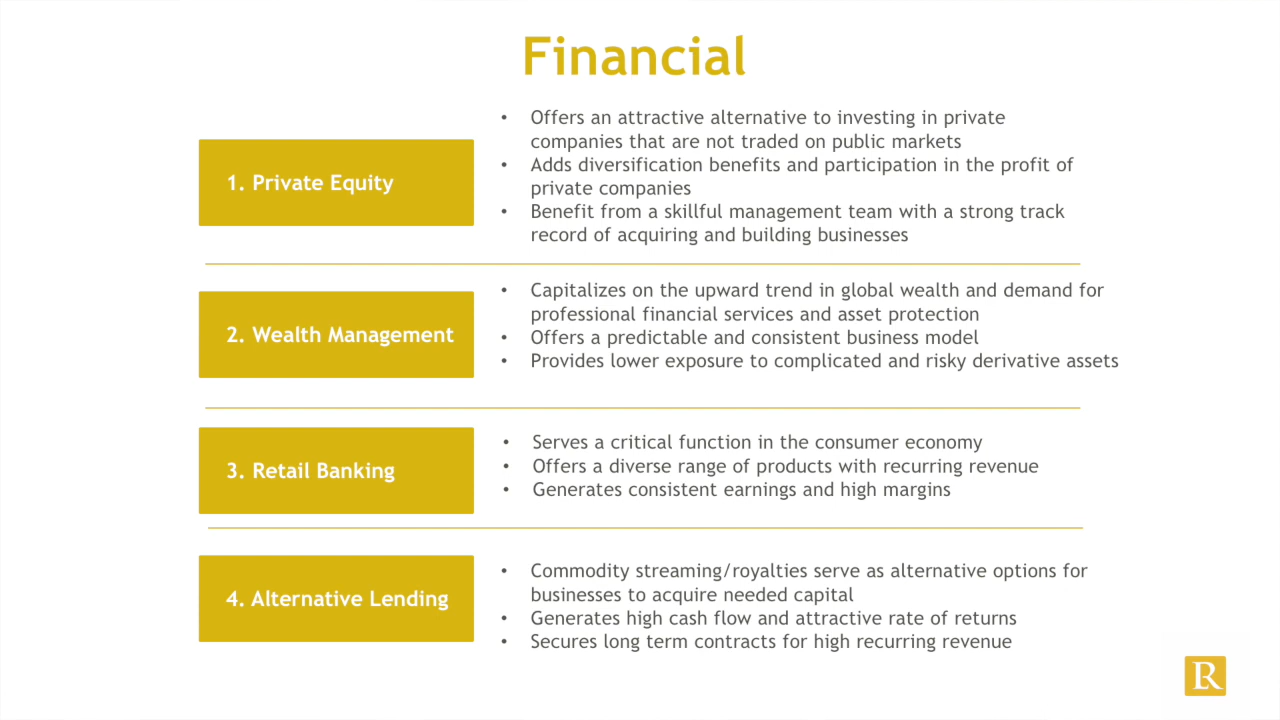 Financial
1. Private Equity
• Offers an attractive alternative to investing in private
companies that are not traded on public markets
• Adds diversification benefits and participation in the profit of
private companies
• Benefit from a skillful management team with a strong track
record of acquiring and building businesses
2. Wealth Management
• Capitalizes on the upward trend in global wealth and demand for
professional financial services and asset protection
• Offers a predictable and consistent business model
• Provides lower exposure to complicated and risky derivative assets
3. Retail Banking
• Serves a critical function in the consumer economy
• Offers a diverse range of products with recurring revenue
• Generates consistent earnings and high margins
4. Alternative Lending
• Commodity streaming/royalties serve as alternative options for
businesses to acquire needed capital
• Generates high cash flow and attractive rate of returns
• Secures long term contracts for high recurring revenue
R